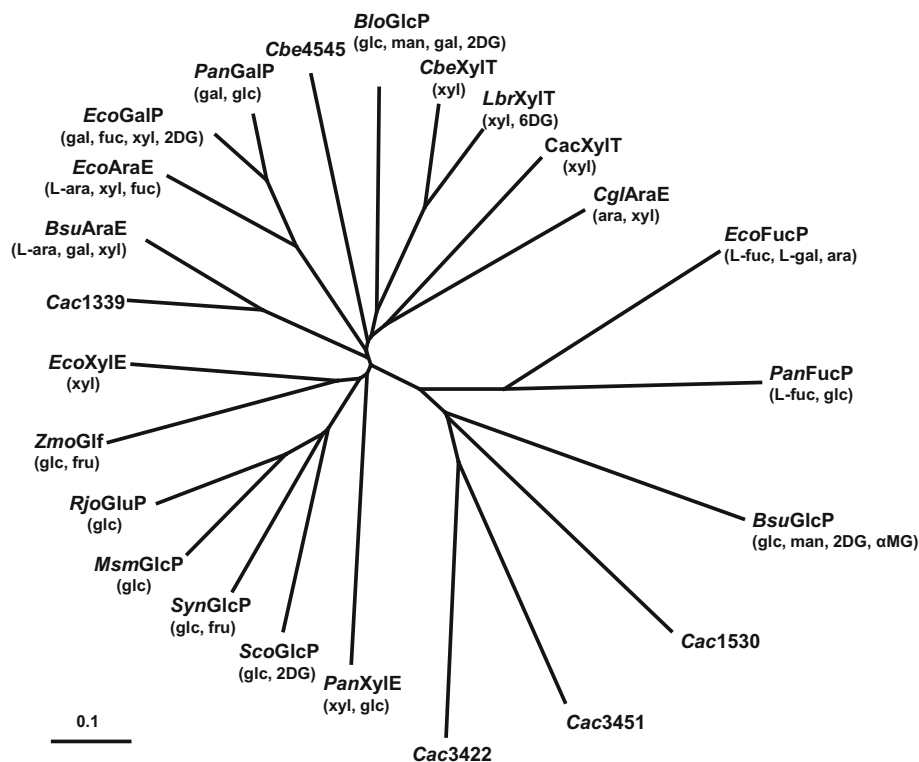 BloGlcP
(glc, man, gal, 2DG)
Cbe4545
CbeXylT
(xyl)
PanGalP
(gal, glc)
LbrXylT
(xyl, 6DG)
EcoGalP
(gal, fuc, xyl, 2DG)
CacXylT
(xyl)
EcoAraE
(L-ara, xyl, fuc)
CglAraE
(ara, xyl)
BsuAraE
(L-ara, gal, xyl)
EcoFucP
(L-fuc, L-gal, ara)
Cac1339
EcoXylE
(xyl)
PanFucP
(L-fuc, glc)
ZmoGlf
(glc, fru)
RjoGluP
(glc)
BsuGlcP
(glc, man, 2DG, αMG)
MsmGlcP
(glc)
SynGlcP
(glc, fru)
ScoGlcP
(glc, 2DG)
Cac1530
PanXylE
(xyl, glc)
Cac3451
Cac3422
0.1